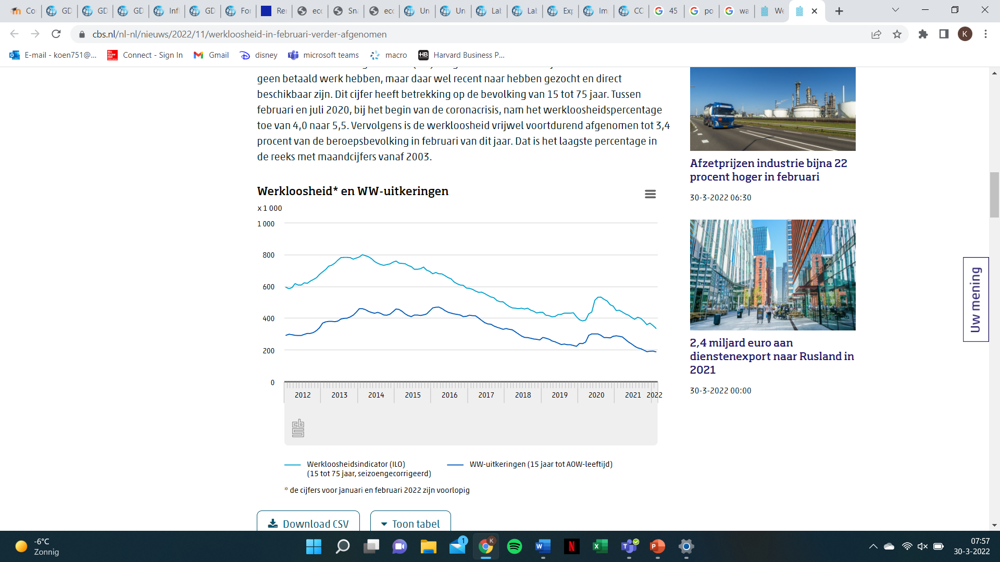 Co
GD
GD
GD
Infl
GD
For
Rer
ecc
Sna
ecc
Un
Un
Lab
Lab
Exp
Im
CO
45
po
wa
We
cbs.nl/nl-nl/nieuws/2022/11/werkloosheid-in-februari-verder-afgenomen
K
E-mail - koen751@...
Connect - Sign In
Gmail
disney
microsoft teams
macro
HB
Harvard Business P...
geen betaald werk hebben, maar daar wel recent naar hebben gezocht en direct
beschikbaar zijn. Dit cijfer heeft betrekking op de bevolking van 15 tot 75 jaar. Tussen
februari en juli 2020, bij het begin van de coronacrisis, nam het werkloosheidspercentage
toe van 4,0 naar 5,5. Vervolgens is de werkloosheid vrijwel voortdurend afgenomen tot 3,4
procent van de beroepsbevolking in februari van dit jaar. Dat is het laagste percentage in
de reeks met maandcijfers vanaf 2003.
Werkloosheid* en WW-uitkeringen
x 1 000
1 000
800
600
400
200
0
2012 2013 2014 2015 2016 2017 2018 2019 2020 2021 2022
cbs
Werkloosheidsindicator (ILO)
(15 tot 75 jaar, seizoengecorrigeerd)
WW-uitkeringen (15 jaar tot AOW-leeftijd)
* de cijfers voor januari en februari 2022 zijn voorlopig
Download CSV
Toon tabel
Afzetprijzen industrie bijna 22
procent hoger in februari
30-3-2022 06:30
2,4 miljard euro aan
dienstenexport naar Rusland in
2021
30-3-2022 00:00
Uw mening
-6°C
Zonnig
1
K
07:57
30-3-2022